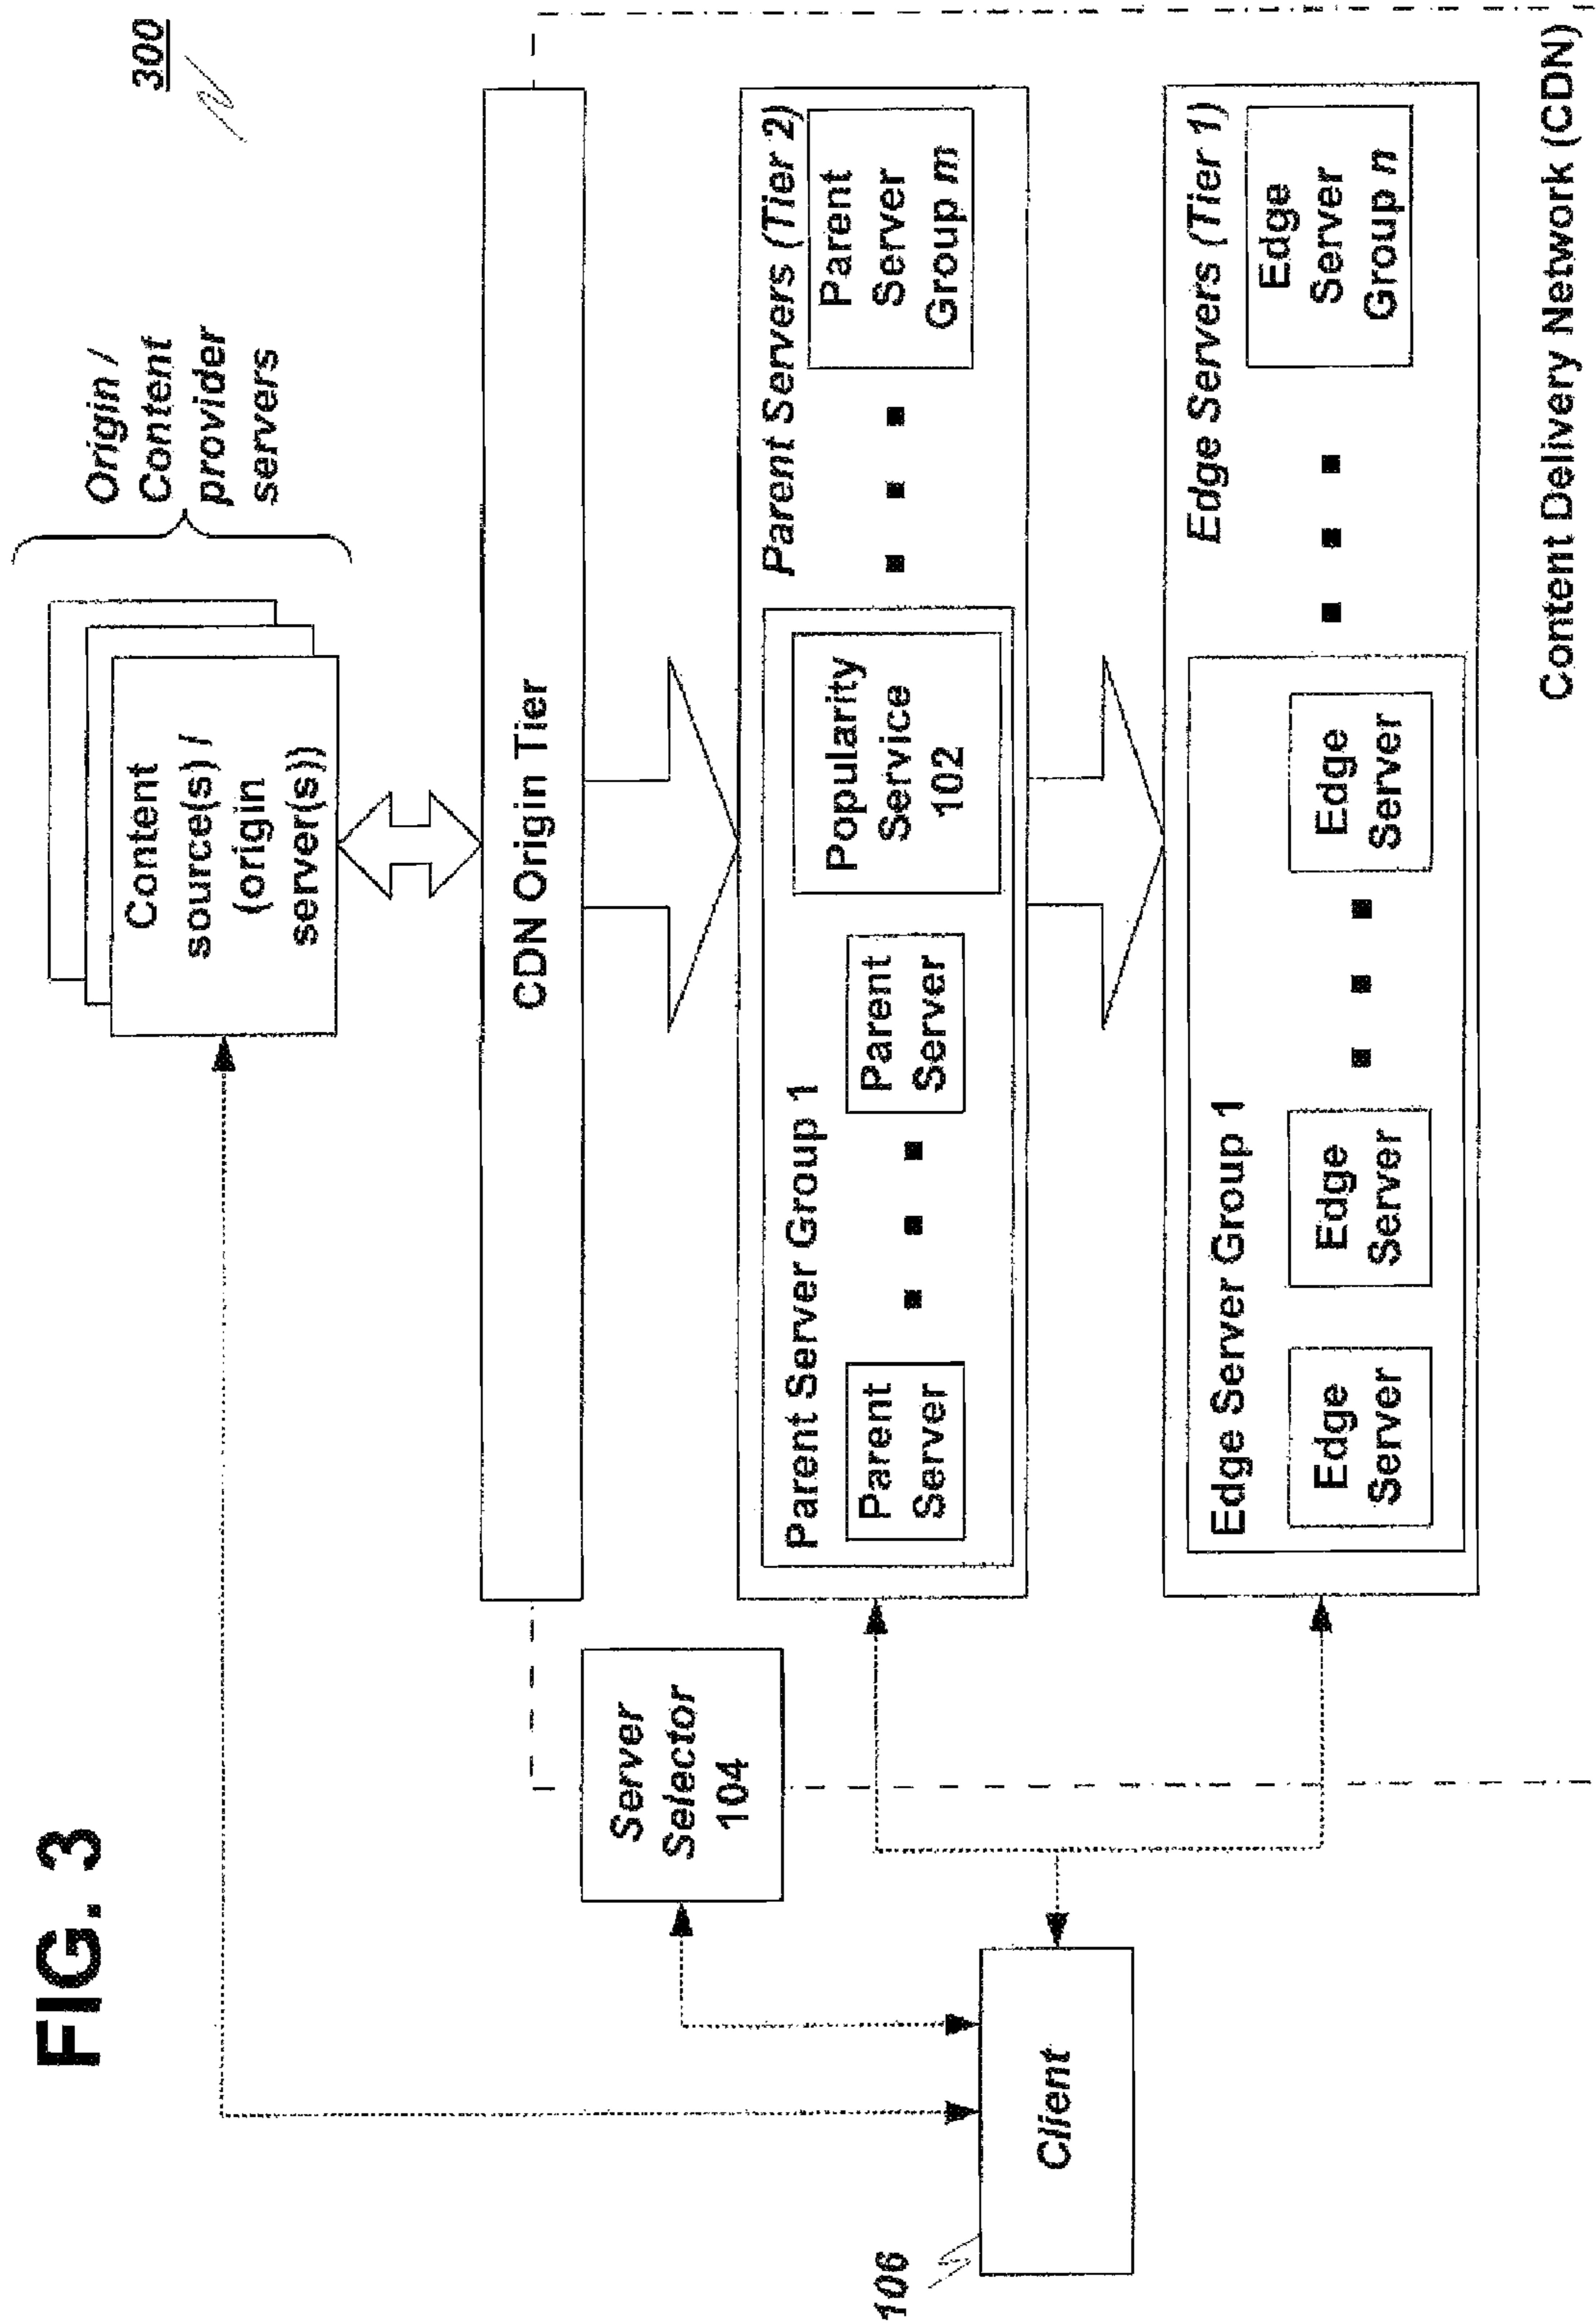 FIG. 3
300
Origin /
Content
provider
servers
Content
source(s) /
(origin
server(s))
CDN Origin Tier
Server
Selector
104
Parent Servers (Tier 2)
Parent Server Group 1
Parent
Server
Parent
Server
Popularity
Service
102
Parent
Server
Group m
106
Client
Edge Servers (Tier 1)
Edge Server Group 1
Edge
Server
Edge
Server
Edge
Server
Edge
Server
Group n
Content Delivery Network (CDN)